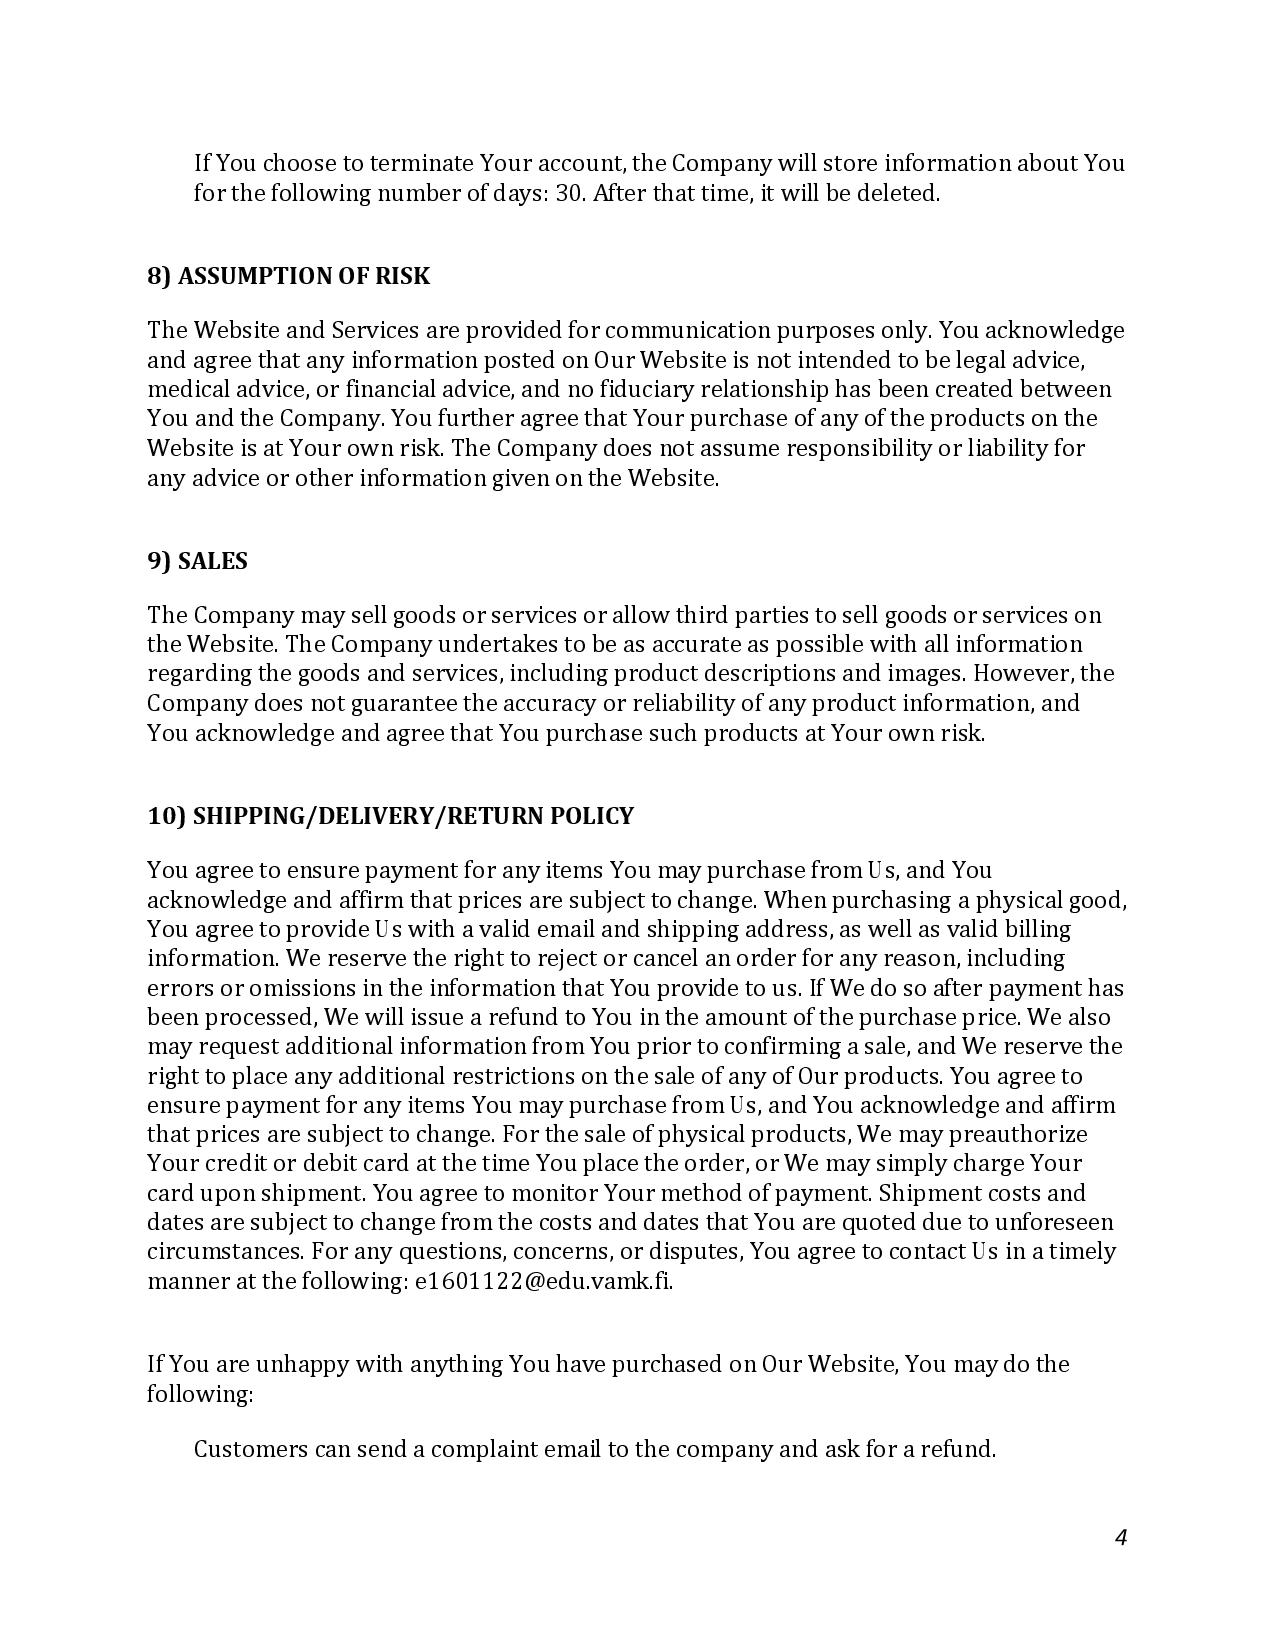 If You choose to terminate Your account, the Company will store information about You
for the following number of days: 30. After that time, it will be deleted.
8) ASSUMPTION OF RISK
The Website and Services are provided for communication purposes only. You acknowledge
and agree that any information posted on Our Website is not intended to be legal advice,
medical advice, or financial advice, and no fiduciary relationship has been created between
You and the Company. You further agree that Your purchase of any of the products on the
Website is at Your own risk. The Company does not assume responsibility or liability for
any advice or other information given on the Website.
9) SALES
The Company may sell goods or services or allow third parties to sell goods or services on
the Website. The Company undertakes to be as accurate as possible with all information
regarding the goods and services, including product descriptions and images. However, the
Company does not guarantee the accuracy or reliability of any product information, and
You acknowledge and agree that You purchase such products at Your own risk.
10) SHIPPING/DELIVERY/RETURN POLICY
You agree to ensure payment for any items You may purchase from Us, and You
acknowledge and affirm that prices are subject to change. When purchasing a physical good,
You agree to provide Us with a valid email and shipping address, as well as valid billing
information. We reserve the right to reject or cancel an order for any reason, including
errors or omissions in the information that You provide to us. If We do so after payment has
been processed, We will issue a refund to You in the amount of the purchase price. We also
may request additional information from You prior to confirming a sale, and We reserve the
right to place any additional restrictions on the sale of any of Our products. You agree to
ensure payment for any items You may purchase from Us, and You acknowledge and affirm
that prices are subject to change. For the sale of physical products, We may preauthorize
Your credit or debit card at the time You place the order, or We may simply charge Your
card upon shipment. You agree to monitor Your method of payment. Shipment costs and
dates are subject to change from the costs and dates that You are quoted due to unforeseen
circumstances. For any questions, concerns, or disputes, You agree to contact Us in a timely
manner at the following: e1601122@edu.vamk.fi.
If You are unhappy with anything You have purchased on Our Website, You may do the
following:
Customers can send a complaint email to the company and ask for a refund.
4